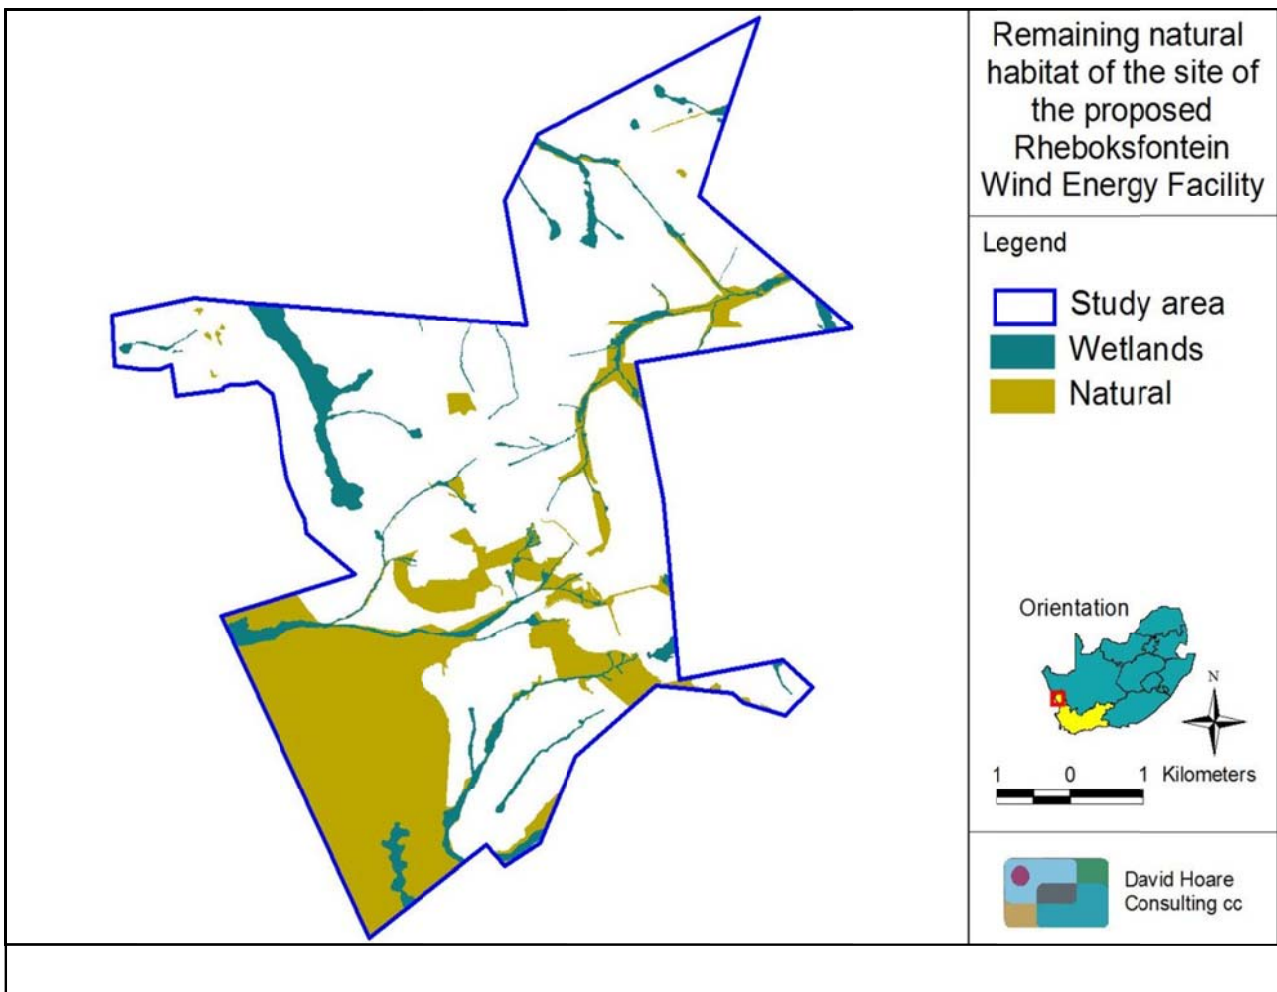 Remaining natural
habitat of the site of
the proposed
Rheboksfontein
Wind Energy Facility
Legend
Study area
Wetlands
Natural
Orientation
N
1 0 1 Kilometers
David Hoare
Consulting cc